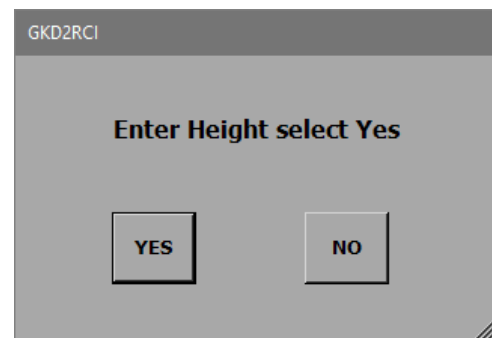 GKD2RCI
Enter Height select Yes
YES
NO